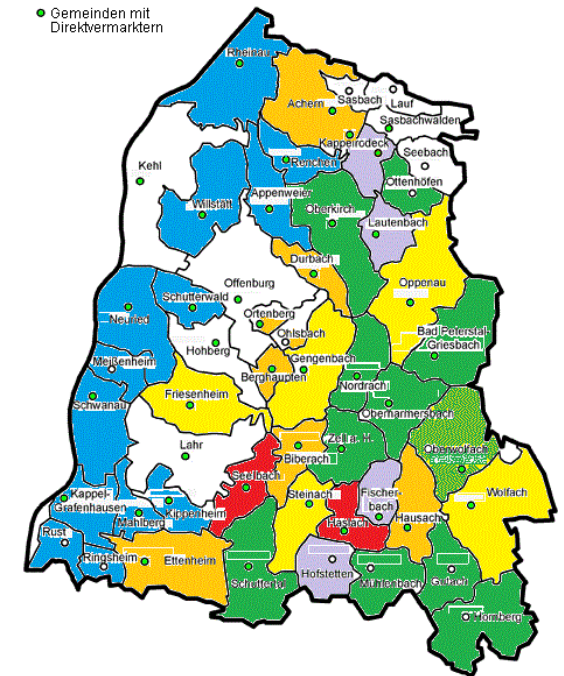 Gemeinden mit
Direktvermarktern
Rheinau
Achern
Sasbach
Lauf
Sasbachwalden
Kappelrodeck
Seebach
Renchen
Kehl
Ottenhöfen
Willstätt
Appenweier
Oberkirch
Lautenbach
Durbach
Offenburg
Oppenau
Schutterwald
Ortenberg
Neuried
Ohlsbach
Bad Peterstal-
Griesbach
Hohberg
Gengenbach
Meißenheim
Berghaupten
Nordrach
Friesenheim
Schwanau
Oberharmersbach
Zell a. H.
Lahr
Biberach
Oberwolfach
Seelbach
Kappel-
Grafenhausen
Steinach
Fischer-
bach
Wolfach
Kippenheim
Mahlberg
Haslach
Hausach
Rust
Ringsheim
Ettenheim
Schuttertal
Hofstetten
Mühlenbach
Gutach
Hornberg